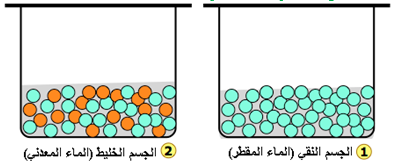 1 الجسم النقي (الماء المقطر)
2 الجسم الخليط (الماء المعدني)